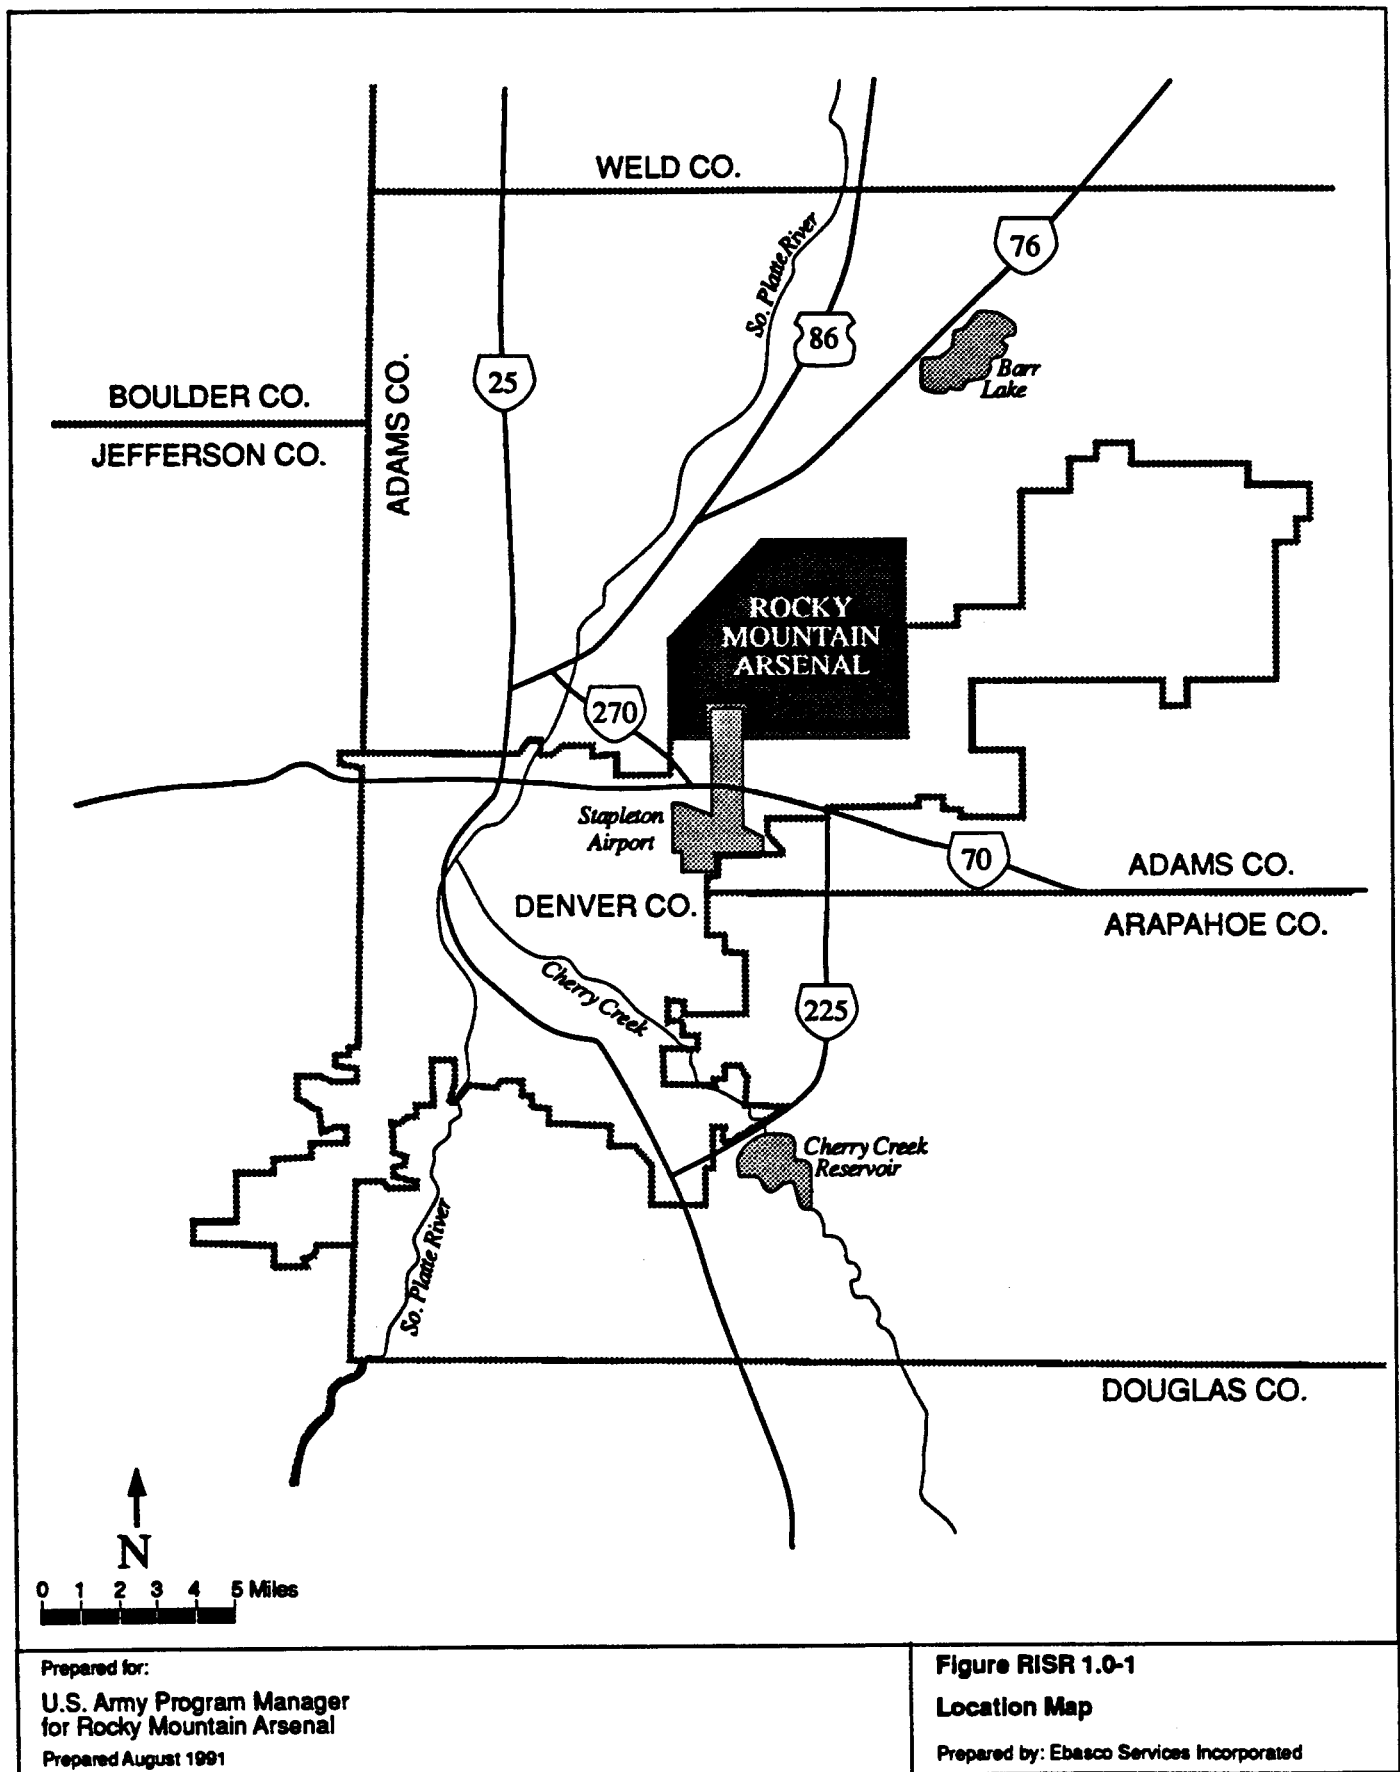 WELD CO.
So. Platte River
76
86
Barr
Lake
25
BOULDER CO.
ADAMS CO.
JEFFERSON CO.
ROCKY
MOUNTAIN
ARSENAL
270
Stapleton
Airport
70
ADAMS CO.
DENVER CO.
ARAPAHOE CO.
Cherry Creek
225
Cherry Creek
Reservoir
So. Platte River
DOUGLAS CO.
N
0 1 2 3 4 5 Miles
Prepared for:
U.S. Army Program Manager
for Rocky Mountain Arsenal
Prepared August 1991
Figure RISR 1.0-1
Location Map
Prepared by: Ebasco Services Incorporated